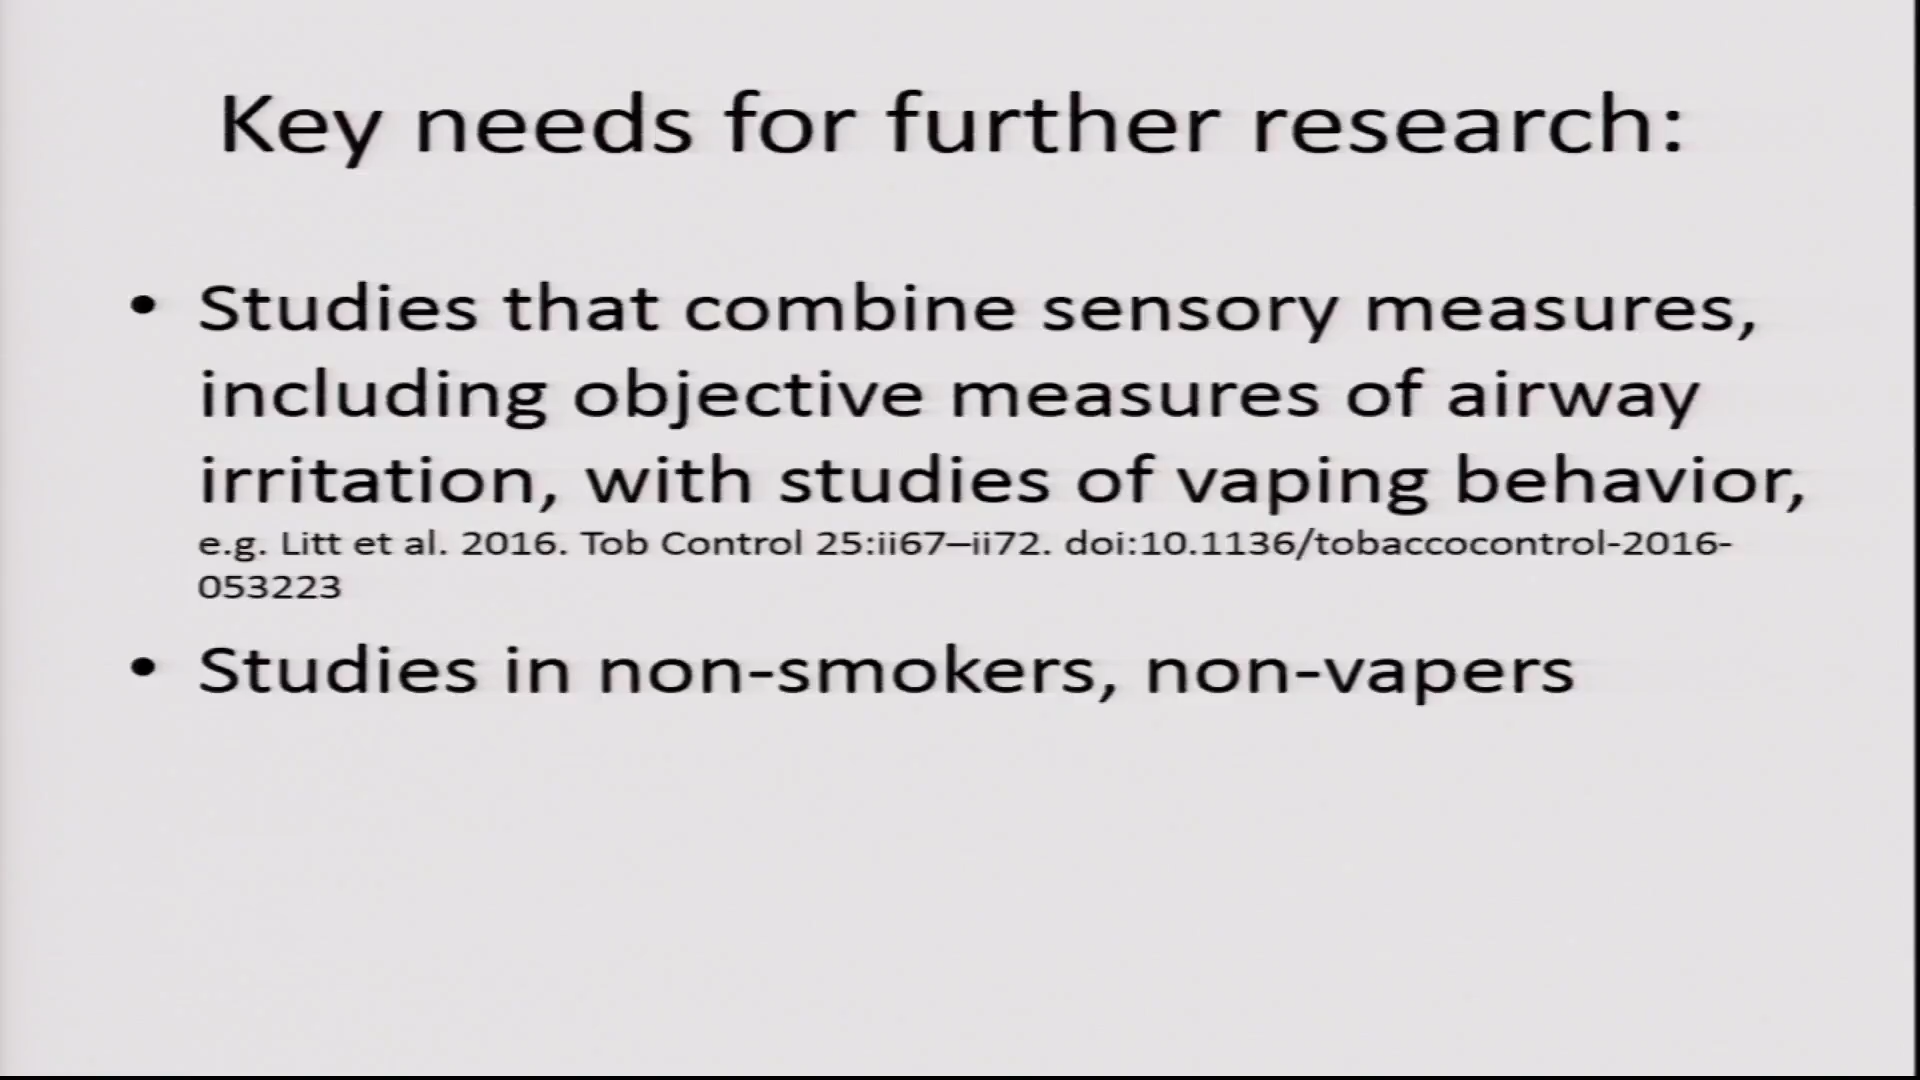 Key needs for further research:
• Studies that combine sensory measures,
including objective measures of airway
irritation, with studies of vaping behavior,
e.g. Litt et al. 2016. Tob Control 25:ii67–ii72. doi:10.1136/tobaccocontrol-2016-
053223
• Studies in non-smokers, non-vapers